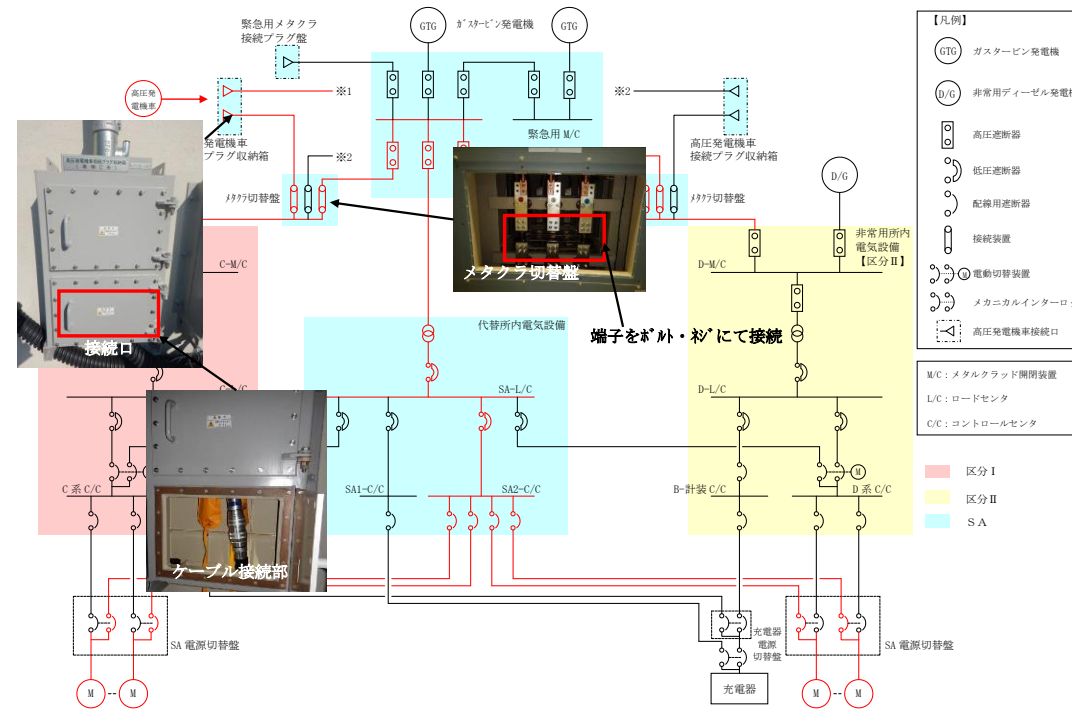 緊急用メタクラ
接続プラグ盤
GTG
ガスタービン発電機
GTG
高圧発
電機車
※1
※2
緊急用 M/C
発電機車
プラグ収納箱
高圧発電機車
接続プラグ収納箱
※2
メタクラ切替盤
メタクラ切替盤
D/G
非常用所内
電気設備
【区分Ⅱ】
C-M/C
D-M/C
メタクラ切替盤
端子をボルト・ネジにて接続
接続口
代替所内電気設備
SA-L/C
D-L/C
M
C 系 C/C
SA1-C/C
SA2-C/C
B-計装 C/C
D 系 C/C
ケーブル接続部
SA 電源切替盤
充電器
電源
切替盤
SA 電源切替盤
M
M
充電器
M
M
【凡例】
GTG
ガスタービン発電機
D/G
非常用ディーゼル発電機
高圧遮断器
低圧遮断器
配線用遮断器
接続装置
M
電動切替装置
メカニカルインターロ
高圧発電機車接続口
M/C：メタルクラッド開閉装置
L/C：ロードセンタ
C/C：コントロールセンタ
区分Ⅰ
区分Ⅱ
ＳＡ